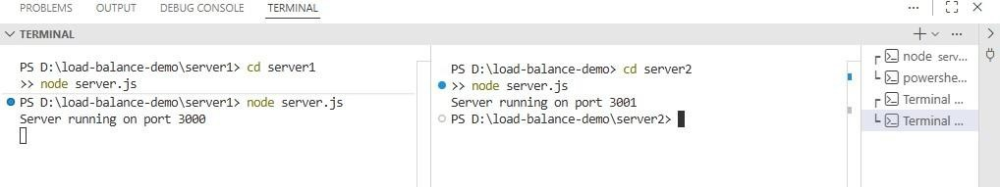 PROBLEMS OUTPUT DEBUG CONSOLE TERMINAL
TERMINAL
PS D:\load-balance-demo\server1> cd server1
>> node server.js
PS D:\load-balance-demo\server1> node server.js
Server running on port 3000
PS D:\load-balance-demo> cd server2
>> node server.js
Server running on port 3001
PS D:\load-balance-demo\server2>
node serv...
powershe...
Terminal ...
Terminal ...